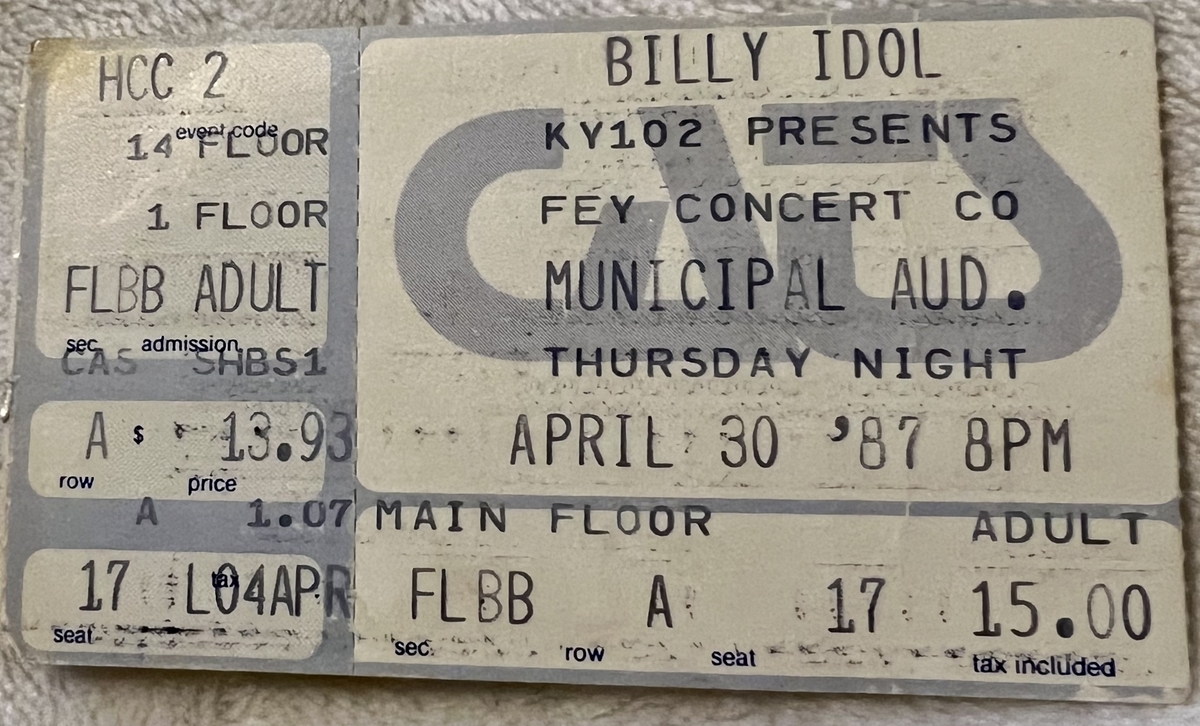 HCC 2
event code
14 FLOOR
1 FLOOR
FLBB ADULT
sec. admission
CAS SHBS1
A $ 13.93
row price
A 1.07
17 L04APR
tax
seat
BILLY IDOL
KY102 PRESENTS
FEY CONCERT CO
MUNICIPAL AUD.
THURSDAY NIGHT
APRIL 30 '87 8PM
MAIN FLOOR ADULT
FLBB A 17 15.00
sec. row seat tax included